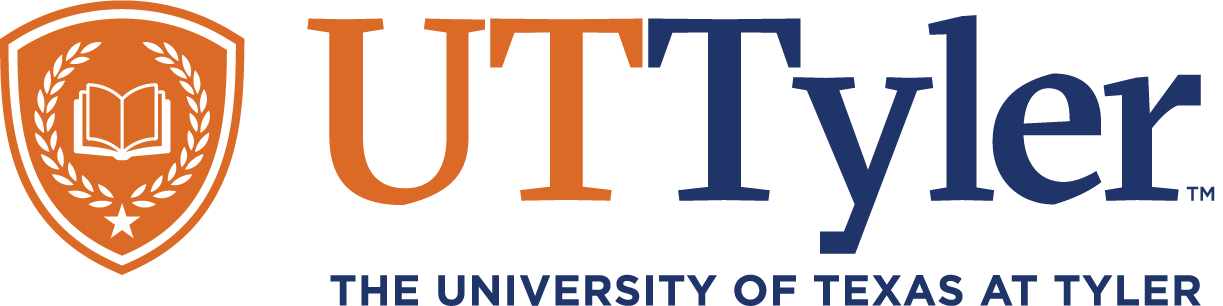 UTTyler™
THE UNIVERSITY OF TEXAS AT TYLER